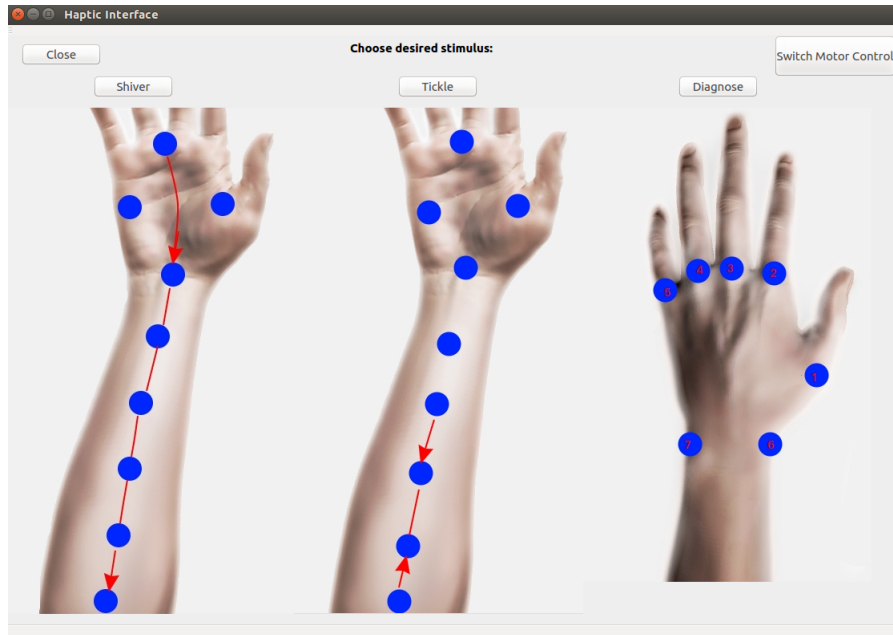 Haptic Interface
Close
Choose desired stimulus:
Switch Motor Control
Shiver
Tickle
Diagnose
4
3
2
5
1
7
6